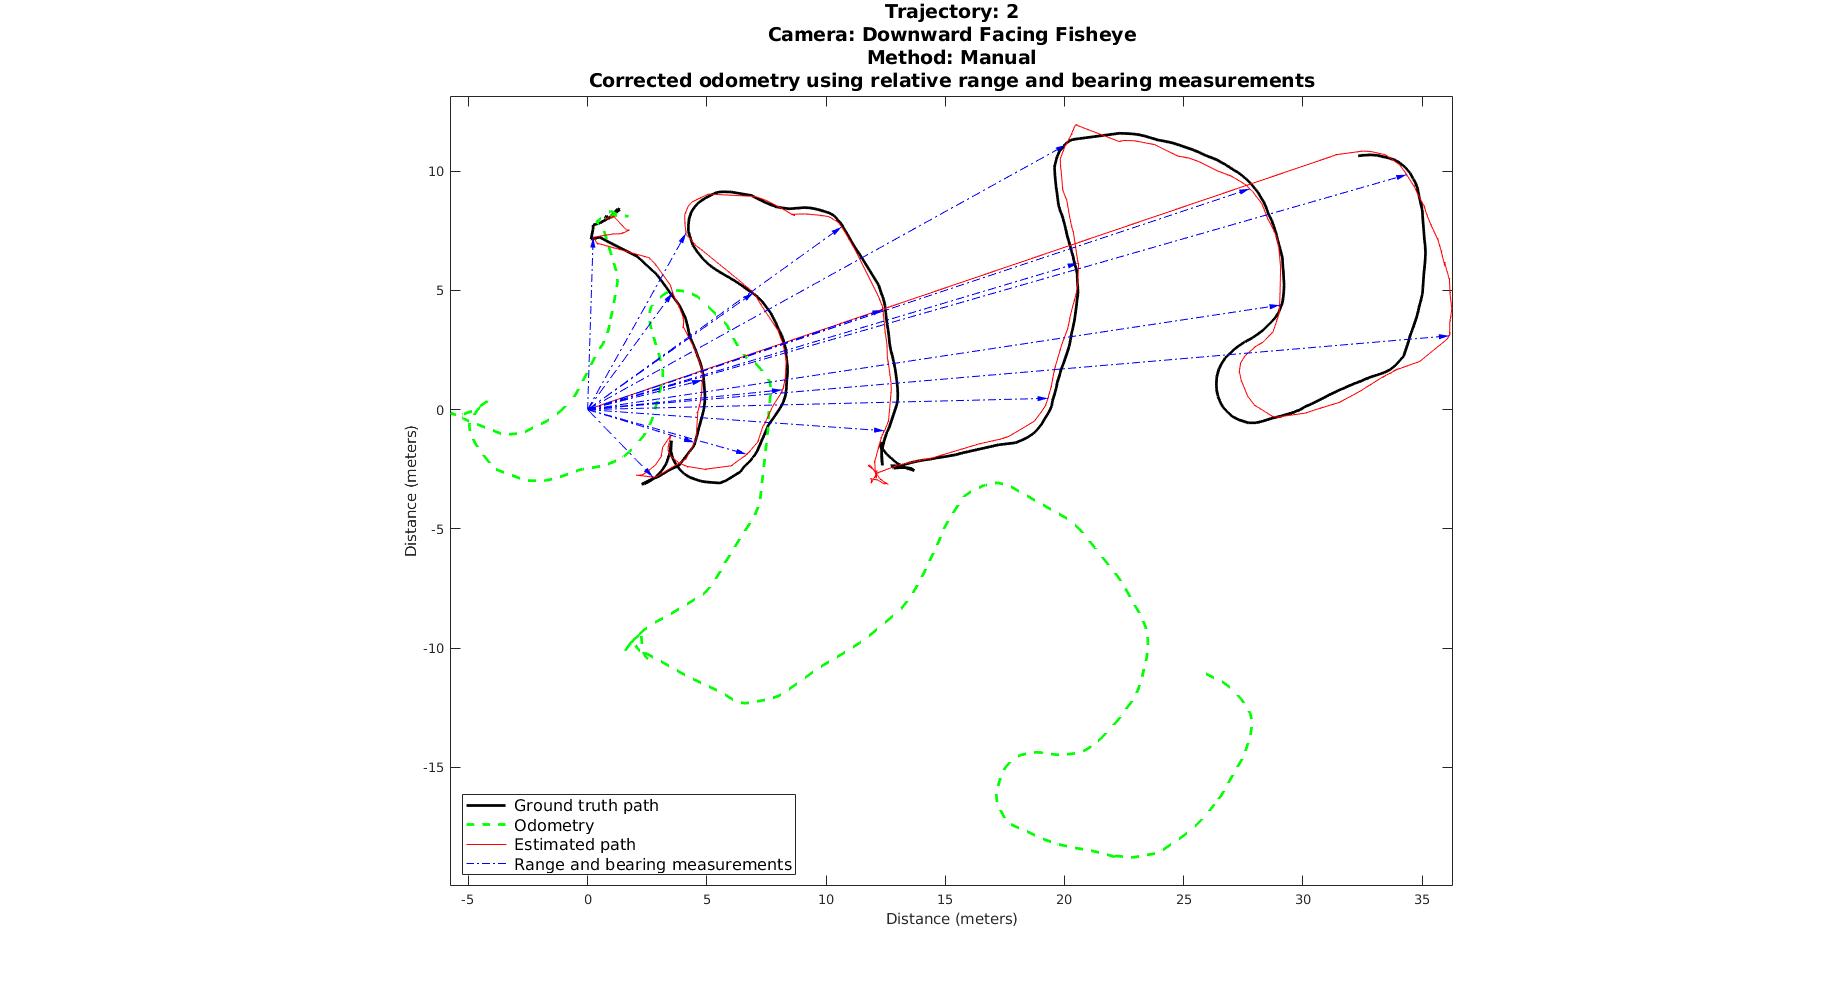 Trajectory: 2
Camera: Downward Facing Fisheye
Method: Manual
Corrected odometry using relative range and bearing measurements
10
5
0
-5
-10
-15
Distance (meters)
Ground truth path
Odometry
Estimated path
Range and bearing measurements
-5
0
5
10
15
20
25
30
35
Distance (meters)